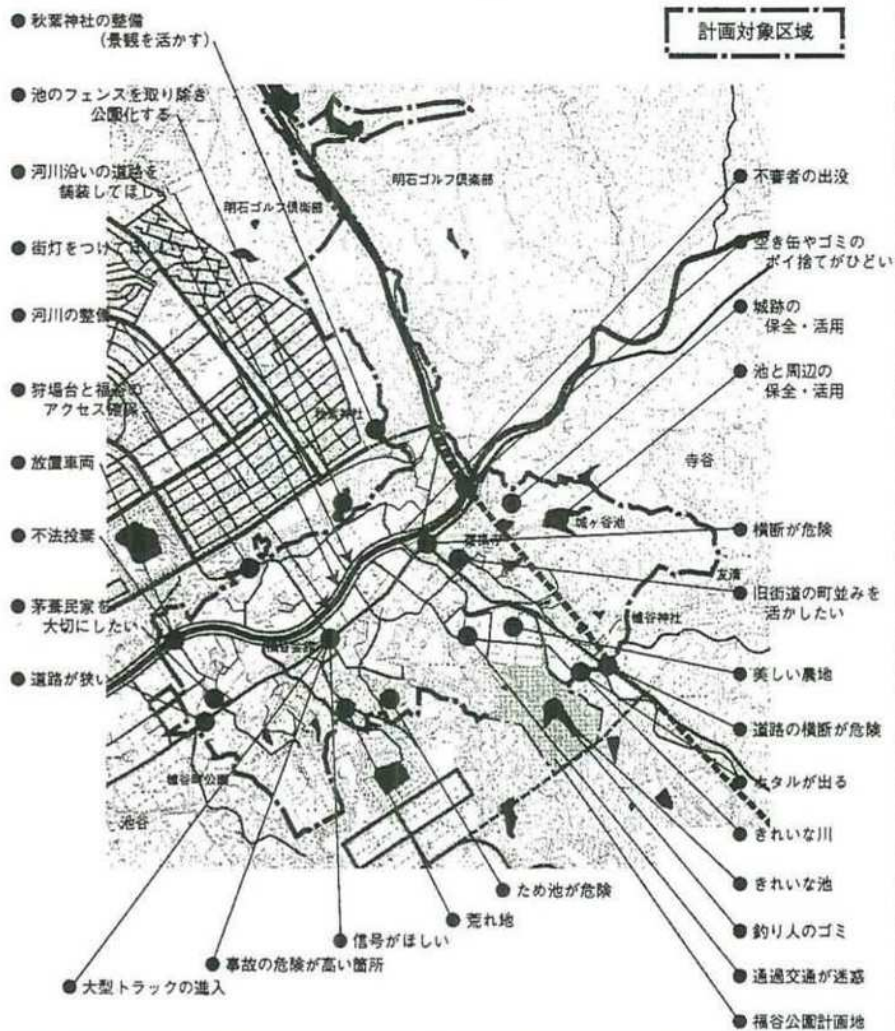 計画対象区域
● 秋葉神社の整備
(景観を活かす)
● 池のフェンスを取り除き
公園化する
● 河川沿いの道路を
舗装してほしい
● 街灯をつけてほしい
● 河川の整備
● 狩場台と福谷の
アクセス確保
● 放置車両
● 不法投棄
● 茅葺民家を
大切にしたい
● 道路が狭い
明石ゴルフ倶楽部
明石ゴルフ倶楽部
秋葉神社
寺谷
城ヶ谷池
友清
櫨谷神社
福谷会館
櫨谷町公園
池谷
● 不審者の出没
● 空き缶やゴミの
ポイ捨てがひどい
● 城跡の
保全・活用
● 池と周辺の
保全・活用
● 横断が危険
● 旧街道の町並みを
活かしたい
● 美しい農地
● 道路の横断が危険
● ホタルが出る
● きれいな川
● きれいな池
● 釣り人のゴミ
● 通過交通が迷惑
● 福谷公園計画地
● ため池が危険
● 荒れ地
● 信号がほしい
● 事故の危険が高い箇所
● 大型トラックの進入